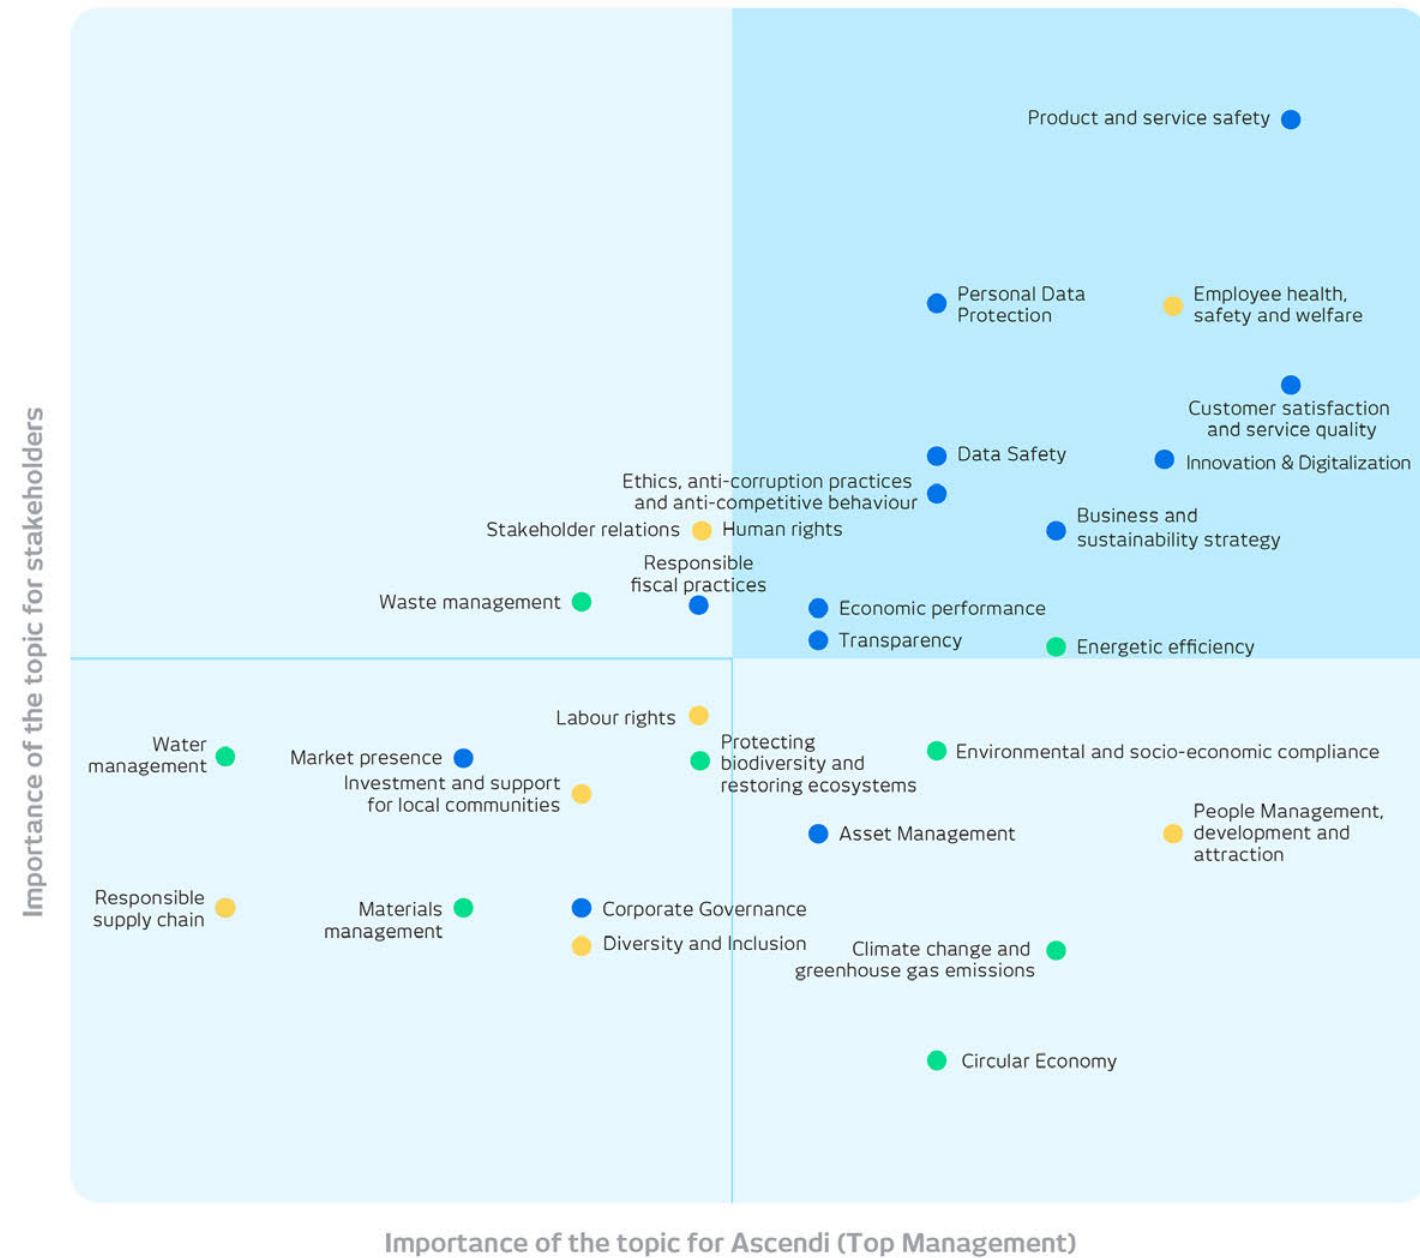 Product and service safety
Personal Data
Protection
Employee health,
safety and welfare
Customer satisfaction
and service quality
Data Safety
Innovation & Digitalization
Ethics, anti-corruption practices
and anti-competitive behaviour
Stakeholder relations
Human rights
Business and
sustainability strategy
Responsible
fiscal practices
Waste management
Economic performance
Transparency
Energetic efficiency
Labour rights
Water
management
Market presence
Protecting
biodiversity and
restoring ecosystems
Environmental and socio-economic compliance
Investment and support
for local communities
Asset Management
People Management,
development and
attraction
Responsible
supply chain
Materials
management
Corporate Governance
Diversity and Inclusion
Climate change and
greenhouse gas emissions
Circular Economy
Importance of the topic for stakeholders
Importance of the topic for Ascendi (Top Management)